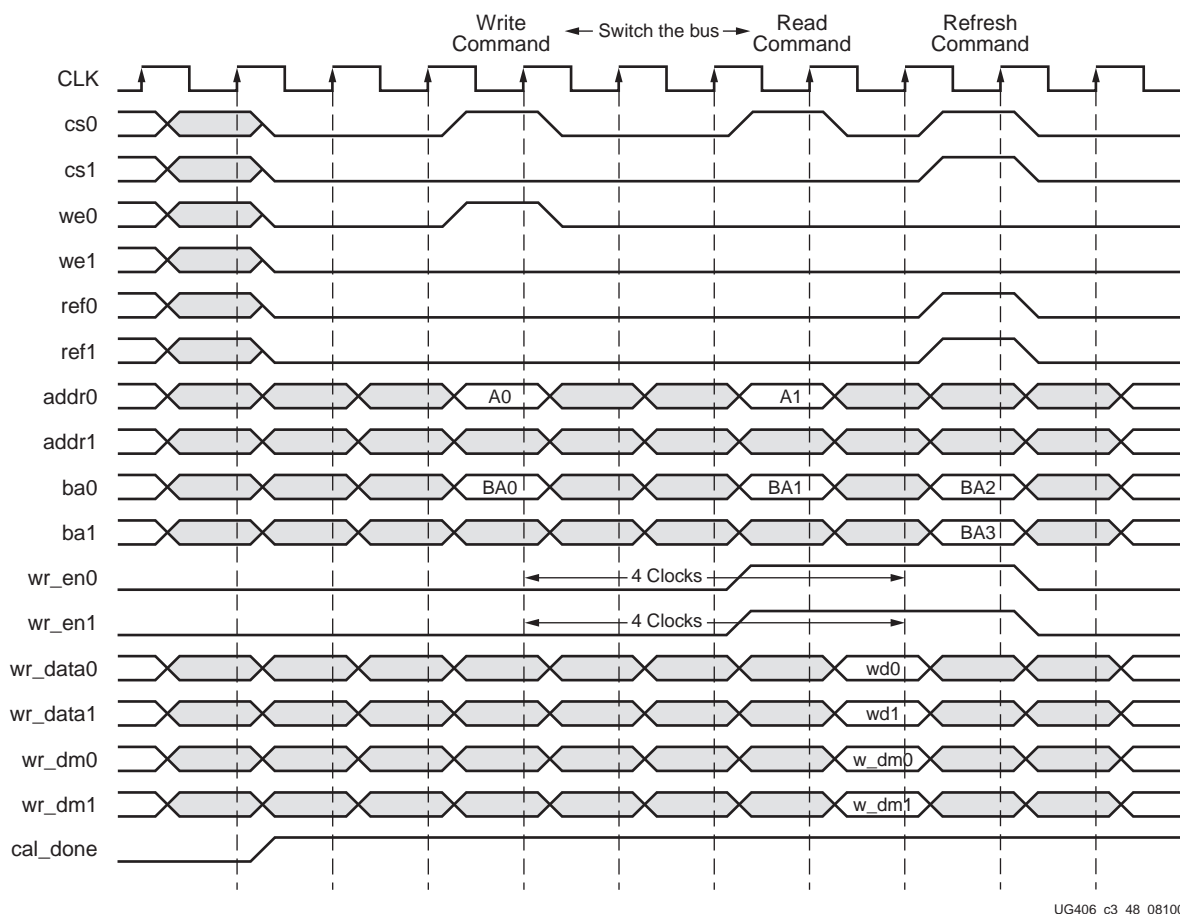 Write Command
Switch the bus
Read Command
Refresh Command
CLK
cs0
cs1
we0
we1
ref0
ref1
addr0 A0 A1
addr1
ba0 BA0 BA1 BA2
ba1 BA3
wr_en0 4 Clocks
wr_en1 4 Clocks
wr_data0 wd0
wr_data1 wd1
wr_dm0 w_dm0
wr_dm1 w_dm1
cal_done
UG406_c3_48_08100